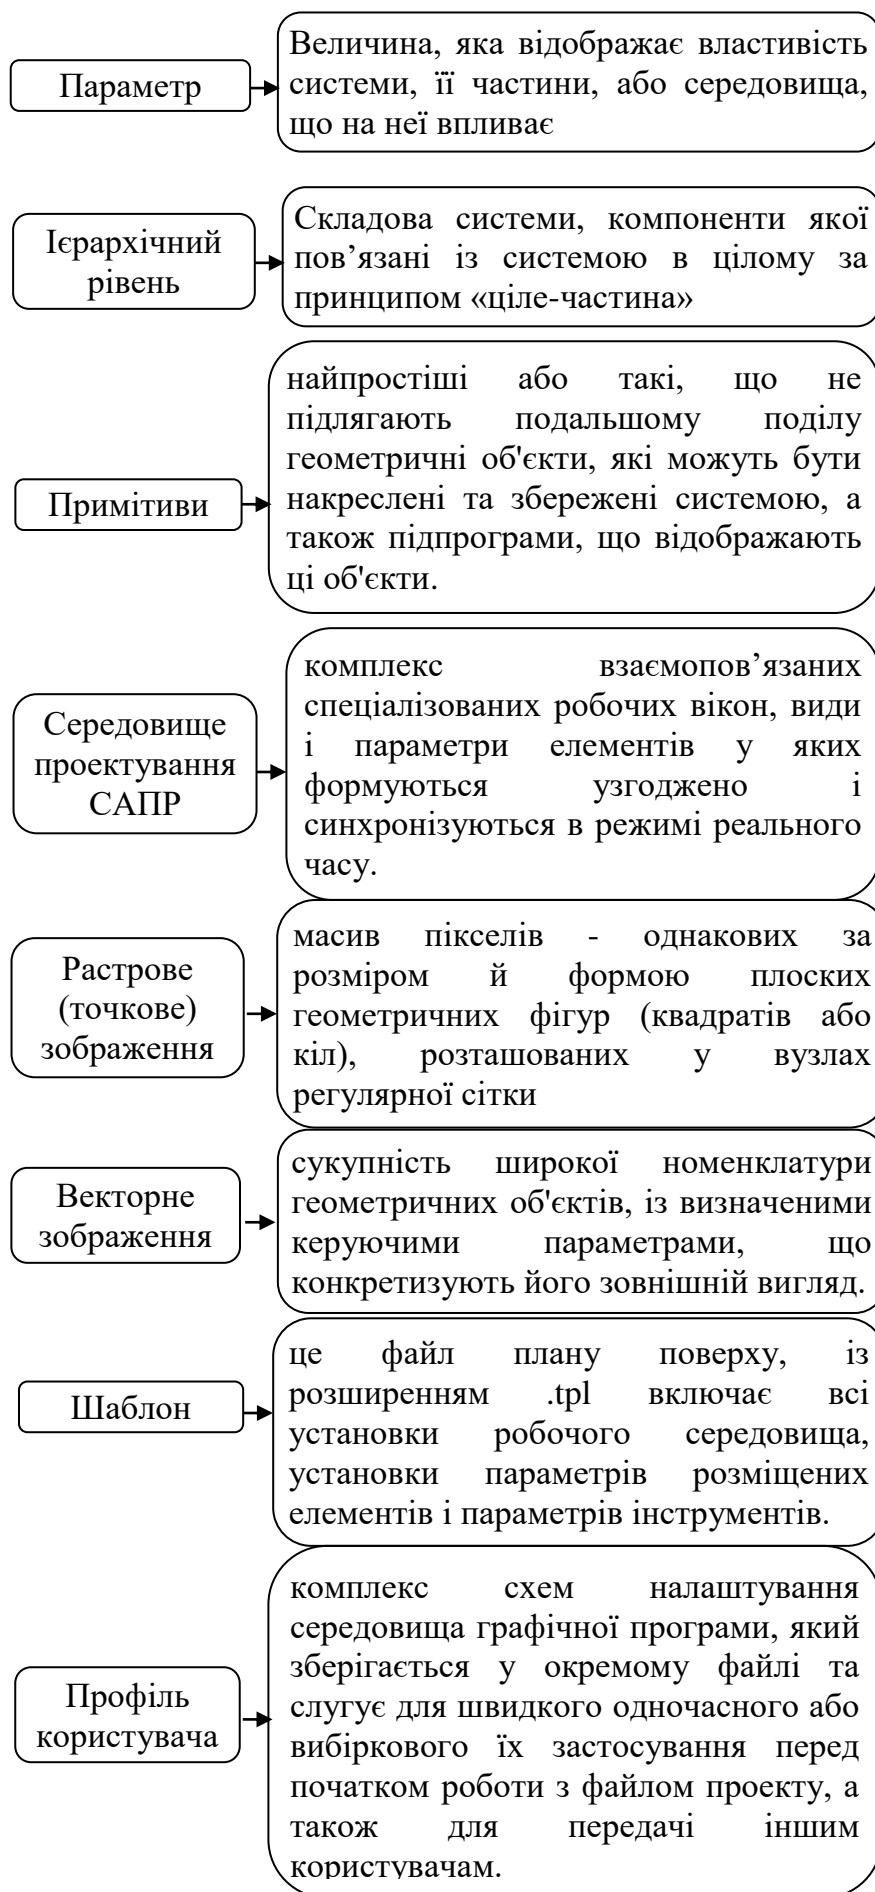 Параметр
Величина, яка відображає властивість
системи, її частини, або середовища,
що на неї впливає
Ієрархічний
рівень
Складова системи, компоненти якої
пов’язані із системою в цілому за
принципом «ціле-частина»
Примітиви
найпростіші або такі, що не
підлягають подальшому поділу
геометричні об'єкти, які можуть бути
накреслені та збережені системою, а
також підпрограми, що відображають
ці об'єкти.
Середовище
проектування
САПР
комплекс взаємопов’язаних
спеціалізованих робочих вікон, види
і параметри елементів у яких
формуються узгоджено і
синхронізуються в режимі реального
часу.
Растрове
(точкове)
зображення
масив пікселів - однакових за
розміром й формою плоских
геометричних фігур (квадратів або
кіл), розташованих у вузлах
регулярної сітки
Векторне
зображення
сукупність широкої номенклатури
геометричних об'єктів, із визначеними
керуючими параметрами, що
конкретизують його зовнішній вигляд.
Шаблон
це файл плану поверху, із
розширенням .tpl включає всі
установки робочого середовища,
установки параметрів розміщених
елементів і параметрів інструментів.
Профіль
користувача
комплекс схем налаштування
середовища графічної програми, який
зберігається у окремому файлі та
слугує для швидкого одночасного або
вибіркового їх застосування перед
початком роботи з файлом проекту, а
також для передачі іншим
користувачам.